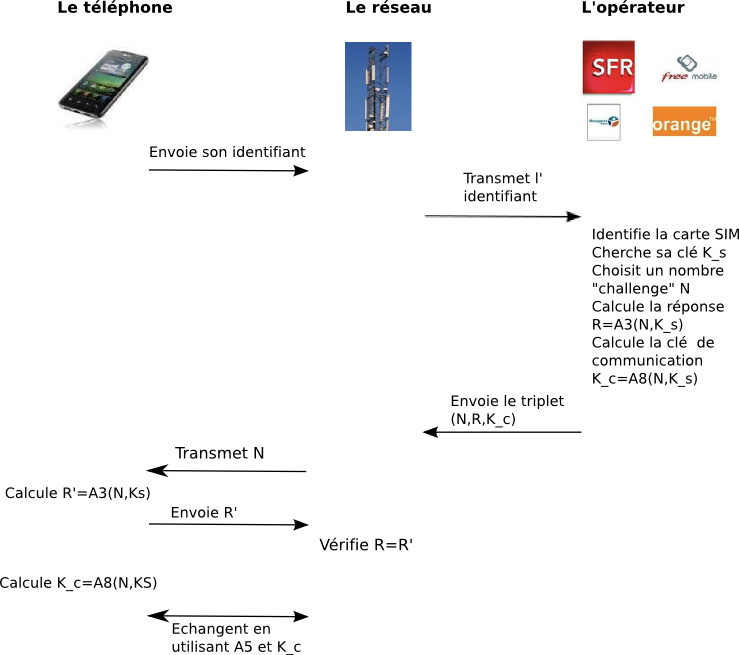 Le téléphone
Le réseau
L'opérateur
SFR
free mobile
orange™
Envoie son identifiant
Transmet l'
identifiant
Identifie la carte SIM
Cherche sa clé K_s
Choisit un nombre
"challenge" N
Calcule la réponse
R=A3(N,K_s)
Calcule la clé  de
communication
K_c=A8(N,K_s)
Envoie le triplet
(N,R,K_c)
Transmet N
Calcule R'=A3(N,Ks)
Envoie R'
Vérifie R=R'
Calcule K_c=A8(N,KS)
Echangent en
utilisant A5 et K_c